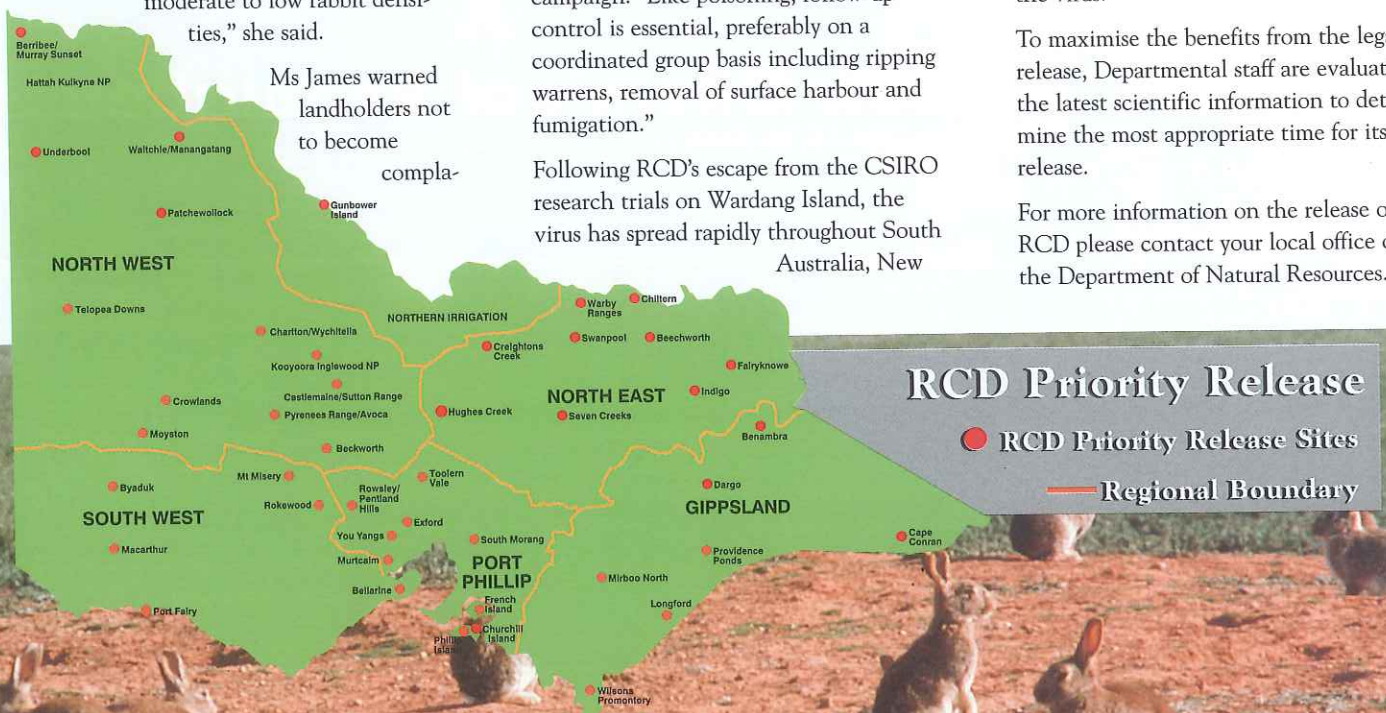 moderate to low rabbit densi-
ties," she said.
Ms James warned
landholders not
to become
compla-
campaign. "Like poisoning, follow-up
control is essential, preferably on a
coordinated group basis including ripping
warrens, removal of surface harbour and
fumigation."
Following RCD's escape from the CSIRO
research trials on Wardang Island, the
virus has spread rapidly throughout South
Australia, New
the virus.
To maximise the benefits from the leg
release, Departmental staff are evaluat
the latest scientific information to det
mine the most appropriate time for its
release.
For more information on the release o
RCD please contact your local office o
the Department of Natural Resources.
Berribee/
Murray Sunset
Hattah Kulkyne NP
Underbool
Waitchie/Manangatang
Patchewollock
Gunbower
Island
NORTH WEST
Telopea Downs
Charlton/Wychitella
Kooyoora Inglewood NP
Castlemaine/Sutton Range
Crowlands
Pyrenees Range/Avoca
Moyston
Beckworth
NORTHERN IRRIGATION
Warby
Ranges
Chiltern
Creightons
Creek
Swanpool
Beechworth
Fairyknowe
Indigo
NORTH EAST
Hughes Creek
Seven Creeks
Benambra
Mt Misery
Toolern
Vale
Byaduk
Rokewood
Rowsley/
Pentland
Hills
SOUTH WEST
Exford
You Yangs
Macarthur
Murtcaim
South Morang
PORT
PHILLIP
Bellarine
French
Island
Port Fairy
Churchill
Island
Phillip
Island
Dargo
GIPPSLAND
Cape
Conran
Providence
Ponds
Mirboo North
Longford
Wilsons
Promontory
RCD Priority Release
RCD Priority Release Sites
Regional Boundary